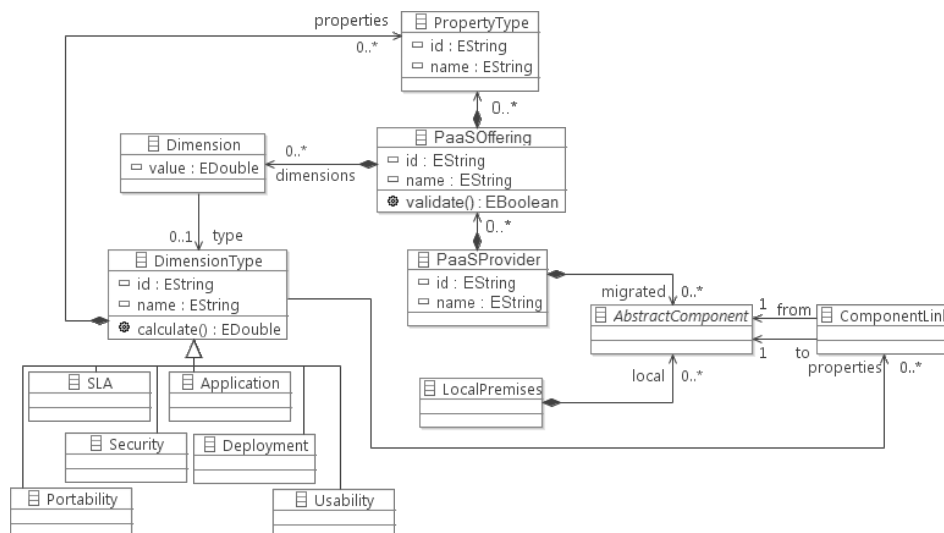 properties
0..*
PropertyType
id : EString
name : EString
0..*
Dimension
value : EDouble
0..*
dimensions
PaaSOffering
id : EString
name : EString
validate() : EBoolean
0..*
0..1
type
DimensionType
id : EString
name : EString
calculate() : EDouble
PaaSProvider
id : EString
name : EString
migrated
0..*
AbstractComponent
1
from
1
to
ComponentLink
properties
0..*
local
0..*
LocalPremises
SLA
Application
Security
Deployment
Portability
Usability